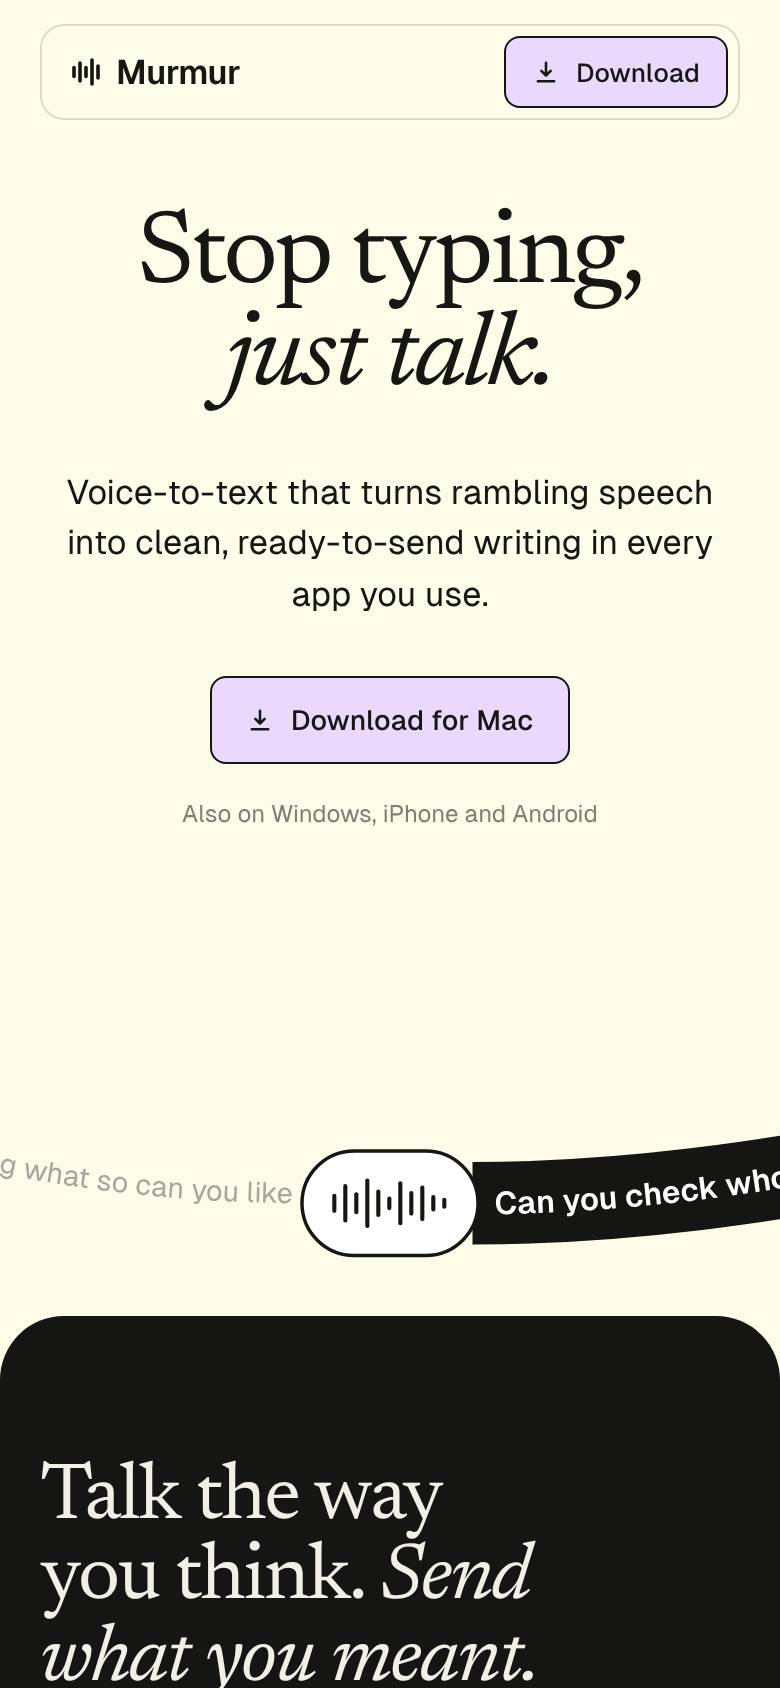 Murmur
Download
Stop typing,
just talk.
Voice-to-text that turns rambling speech
into clean, ready-to-send writing in every
app you use.
Download for Mac
Also on Windows, iPhone and Android
what so can you like
Can you check
Talk the way
you think. Send
what you meant.